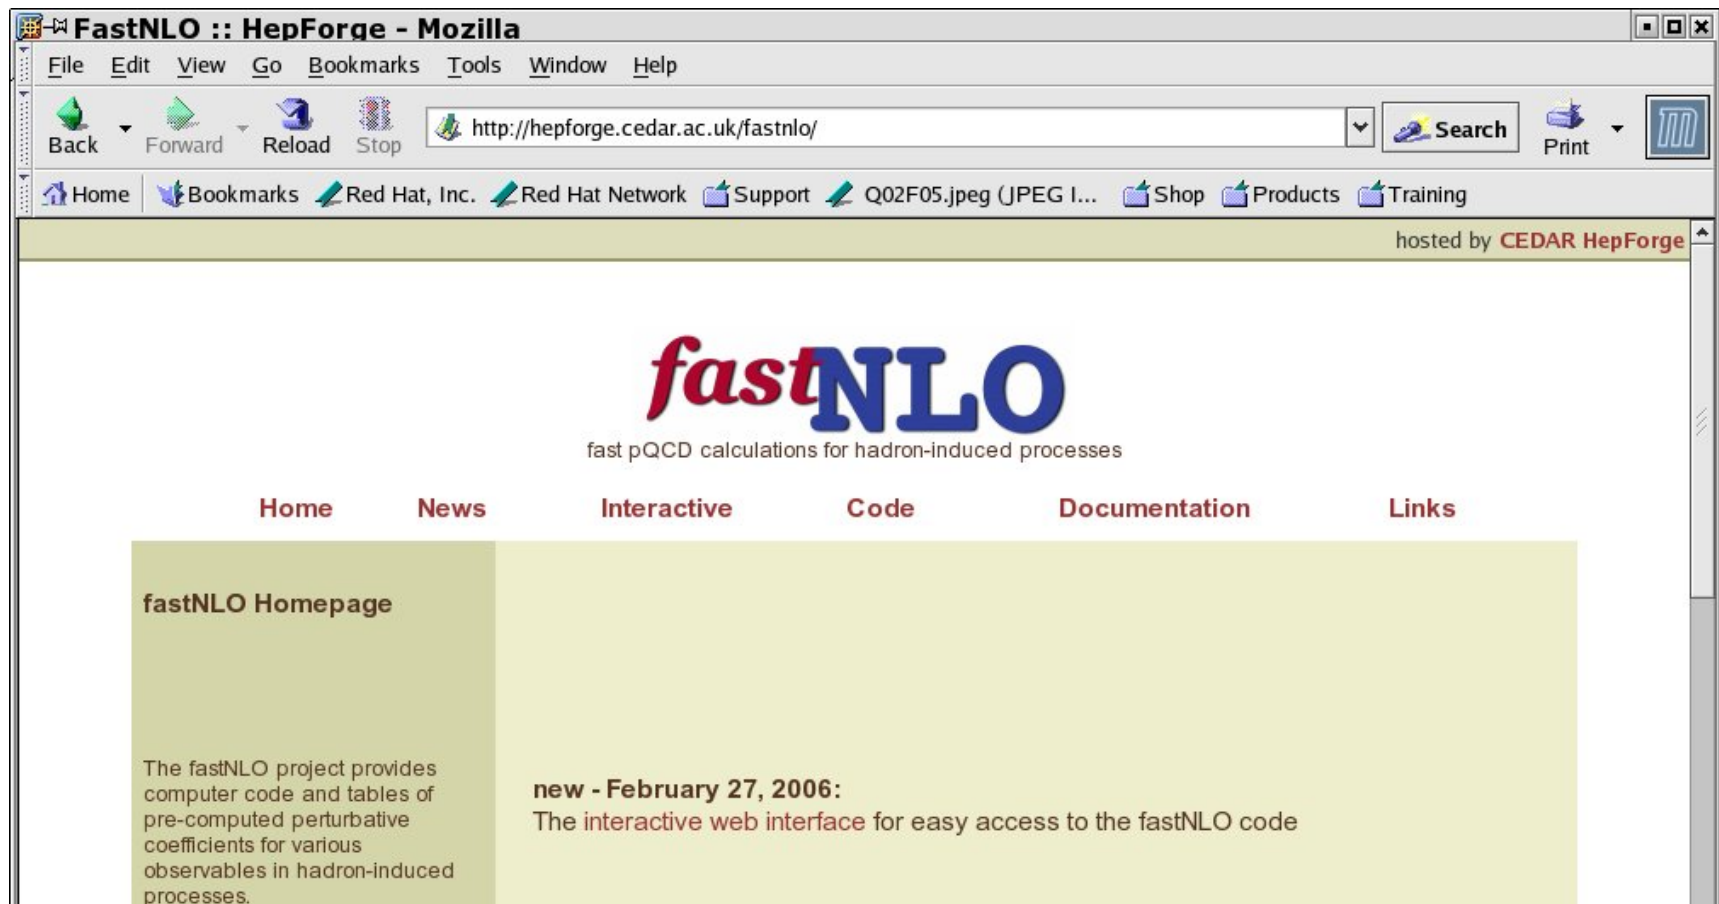 FastNLO :: HepForge - Mozilla
File Edit View Go Bookmarks Tools Window Help
Back Forward Reload Stop http://hepforge.cedar.ac.uk/fastnlo/ Search Print
Home Bookmarks Red Hat, Inc. Red Hat Network Support Q02F05.jpeg (JPEG I... Shop Products Training
hosted by CEDAR HepForge
fastNLO
fast pQCD calculations for hadron-induced processes
Home News Interactive Code Documentation Links
fastNLO Homepage
The fastNLO project provides
computer code and tables of
pre-computed perturbative
coefficients for various
observables in hadron-induced
processes.
new - February 27, 2006:
The interactive web interface for easy access to the fastNLO code